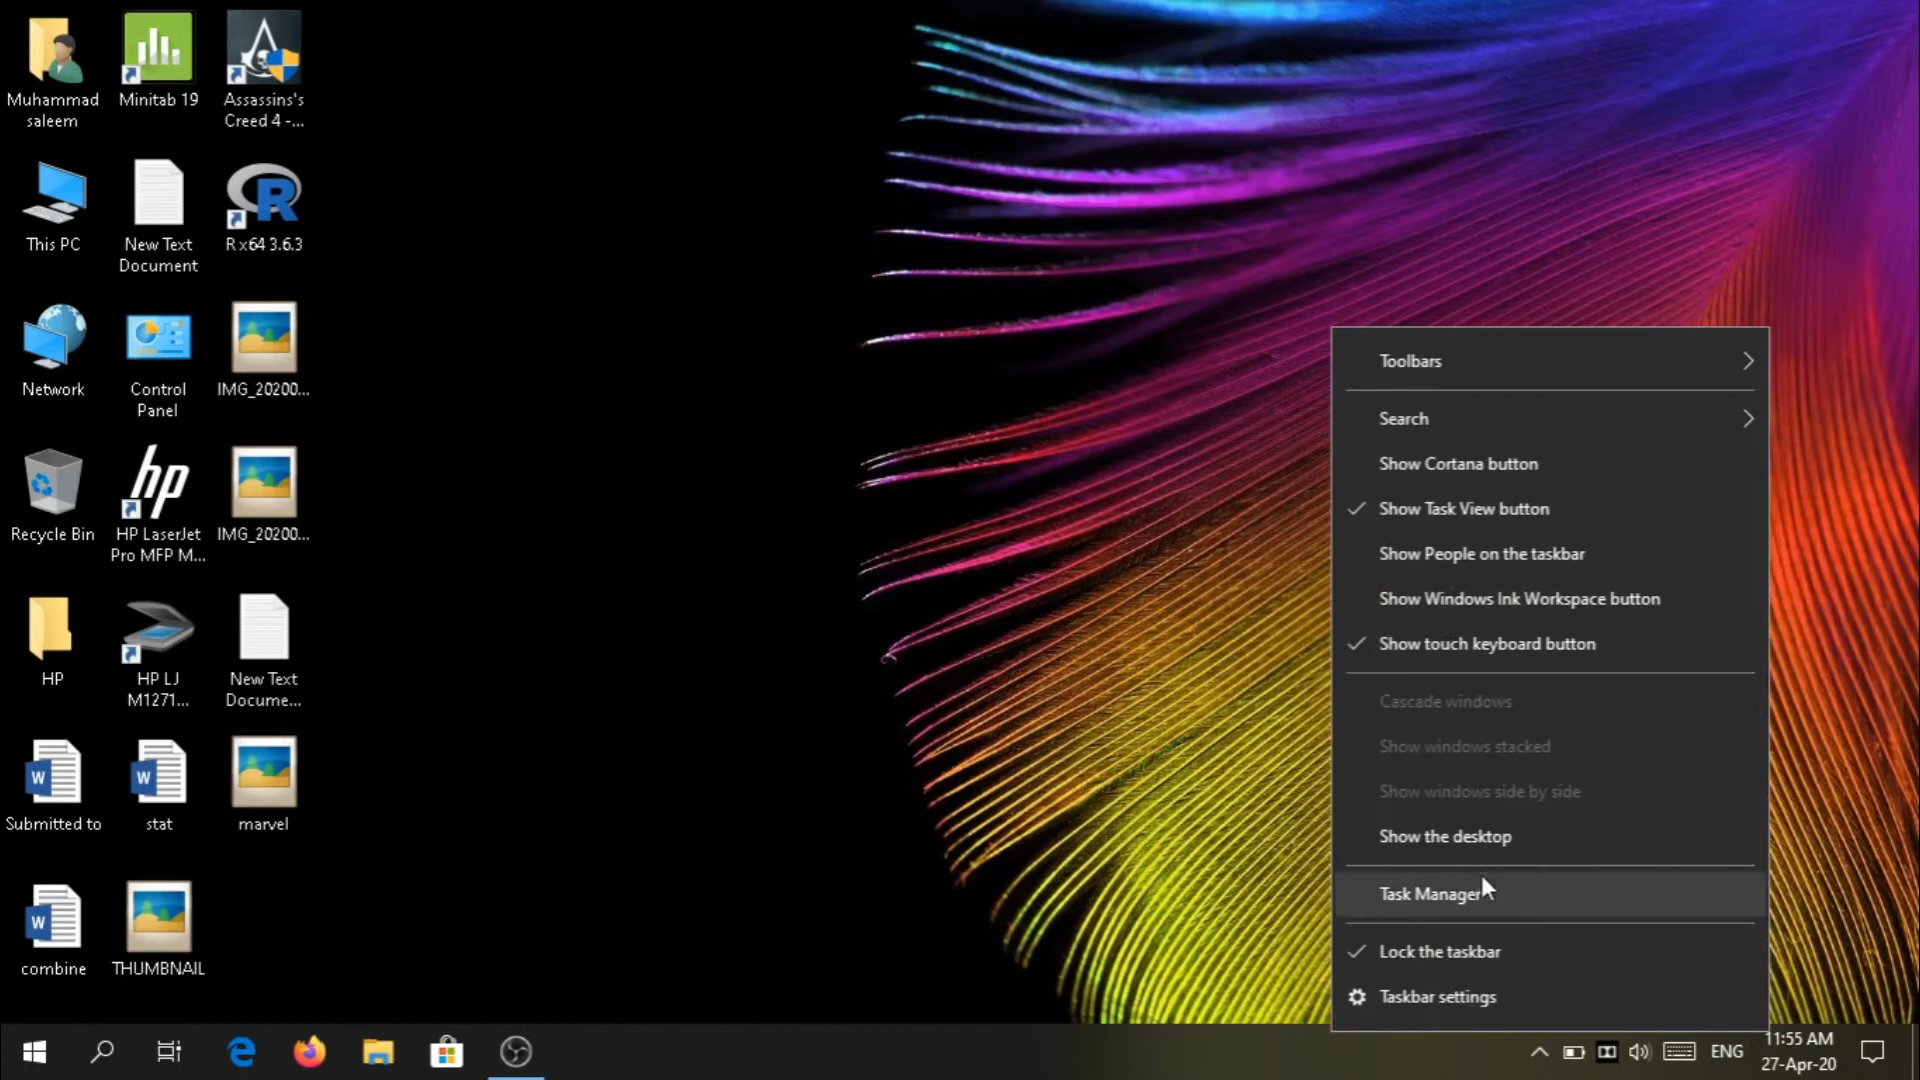 Muhammad
saleem
Minitab 19
Assassins's
Creed 4 -...
This PC
New Text
Document
R x64 3.6.3
Network
Control
Panel
IMG_20200...
Recycle Bin
hp
HP LaserJet
Pro MFP M...
IMG_20200...
HP
HP LJ
M1271...
New Text
Docume...
Submitted to
stat
marvel
combine
THUMBNAIL
Toolbars
Search
Show Cortana button
Show Task View button
Show People on the taskbar
Show Windows Ink Workspace button
Show touch keyboard button
Cascade windows
Show windows stacked
Show windows side by side
Show the desktop
Task Manager
Lock the taskbar
Taskbar settings
ENG
11:55 AM
27-Apr-20